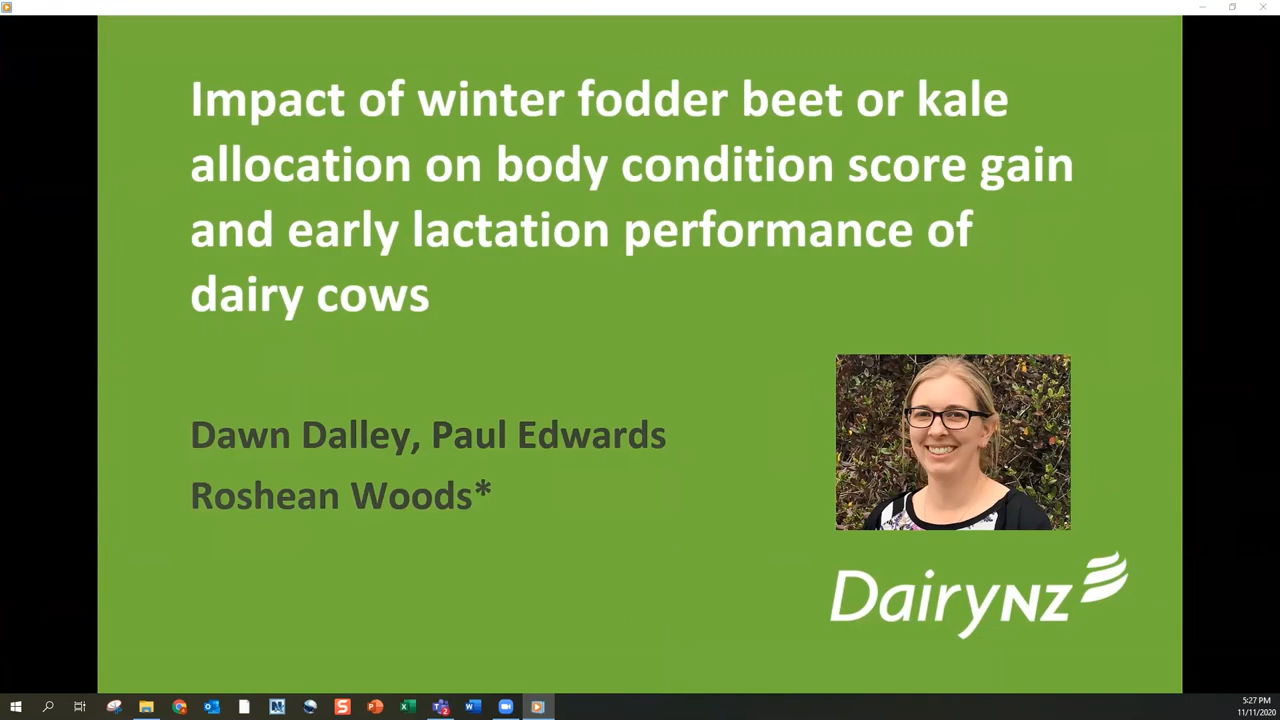 Impact of winter fodder beet or kale
allocation on body condition score gain
and early lactation performance of
dairy cows
Dawn Dalley, Paul Edwards
Roshean Woods*
DairyNZ
5:27 PM
11/11/2020